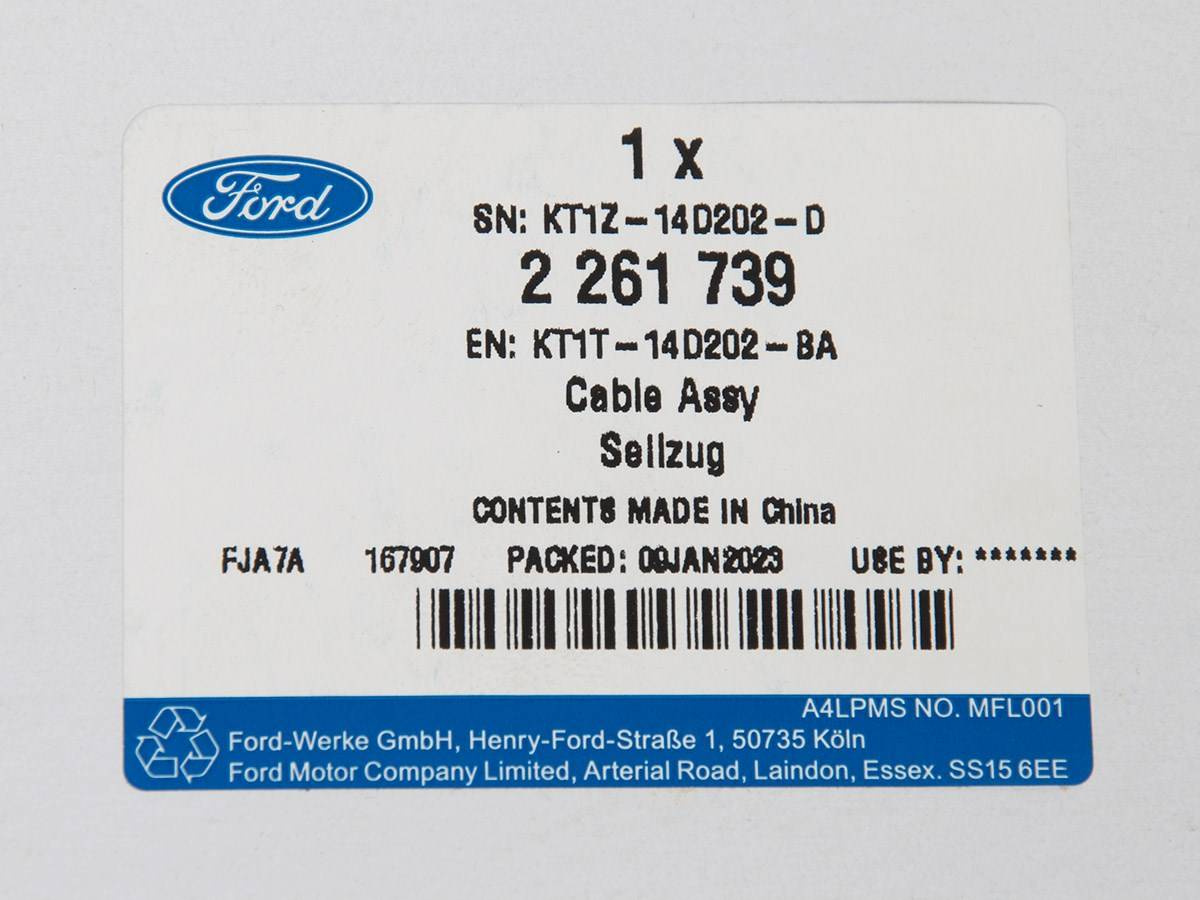 1 x
Ford
SN: KT1Z-14D202-D
2 261 739
EN: KT1T-14D202-BA
Cable Assy
Seilzug
CONTENTS MADE IN China
FJA7A 167907 PACKED: 09JAN2023 USE BY: *******
A4LPMS NO. MFL001
Ford-Werke GmbH, Henry-Ford-Straße 1, 50735 Köln
Ford Motor Company Limited, Arterial Road, Laindon, Essex. SS15 6EE